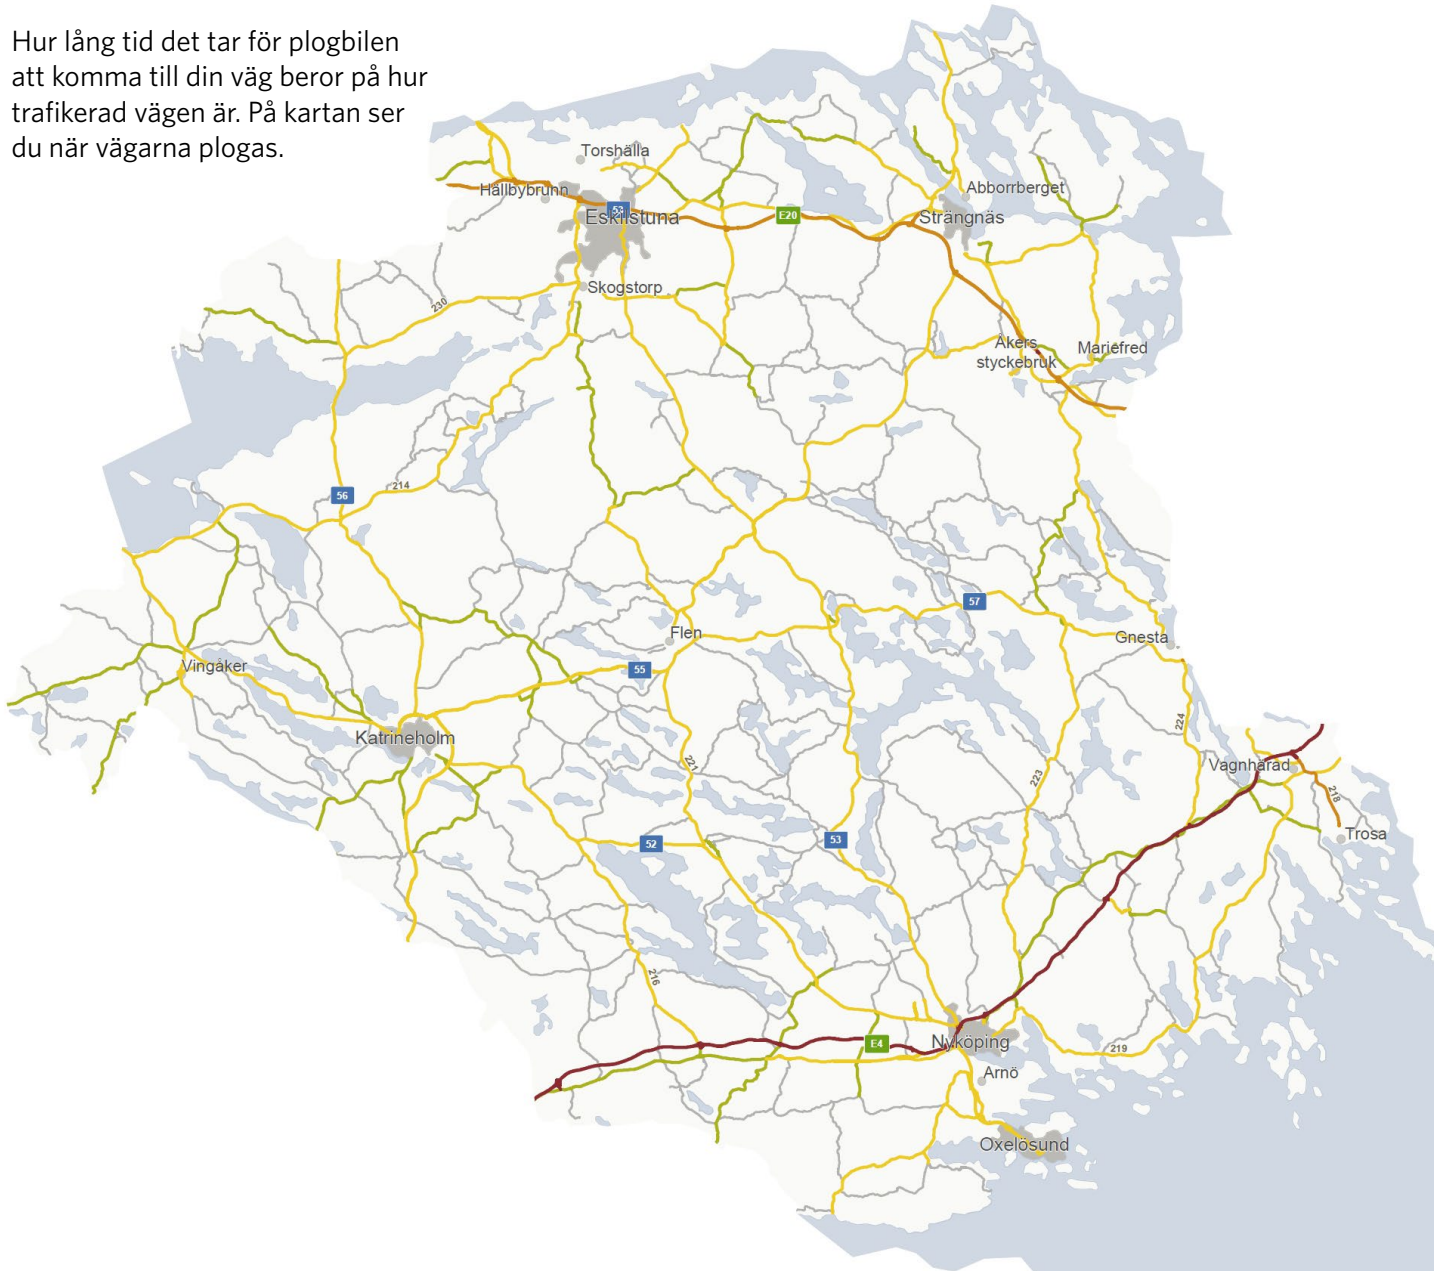 Hur lång tid det tar för plogbilen
att komma till din väg beror på hur
trafikerad vägen är. På kartan ser
du när vägarna plogas.
Torshälla
Hällbybrunn
Abborrberget
53
Eskilstuna
E20
Strängnäs
Skogstorp
230
Åkers
styckebruk
Mariefred
214
56
57
Flen
Gnesta
Vingåker
55
224
Katrineholm
221
223
Vagnhärad
218
52
53
Trosa
216
E4
Nyköping
219
Arnö
Oxelösund